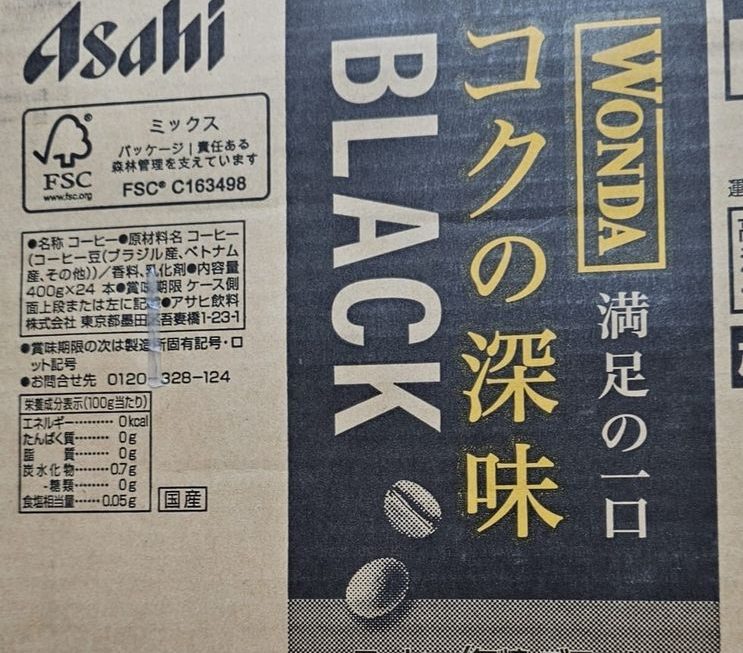 Asahi
FSC®
www.fsc.org
ミックス
パッケージ|責任ある
森林管理を支えています
FSC® C163498
●名称 コーヒー●原材料名 コーヒー
(コーヒー豆(ブラジル産、ベトナム
産、その他))/香料、乳化剤●内容量
400g×24 本●賞味期限 ケース側
面上段または左に記載●アサヒ飲料
株式会社 東京都墨田区吾妻橋1-23-1
●賞味期限の次は製造所固有記号・ロ
ット記号
●お問合せ先 0120-328-124
栄養成分表示(100g当たり)
エネルギー 0kcal
たんぱく質 0g
脂質 0g
炭水化物 0.7g
-糖類 0g
食塩相当量 0.05g
国産
WONDA
満足の一口
コクの深味
BLACK